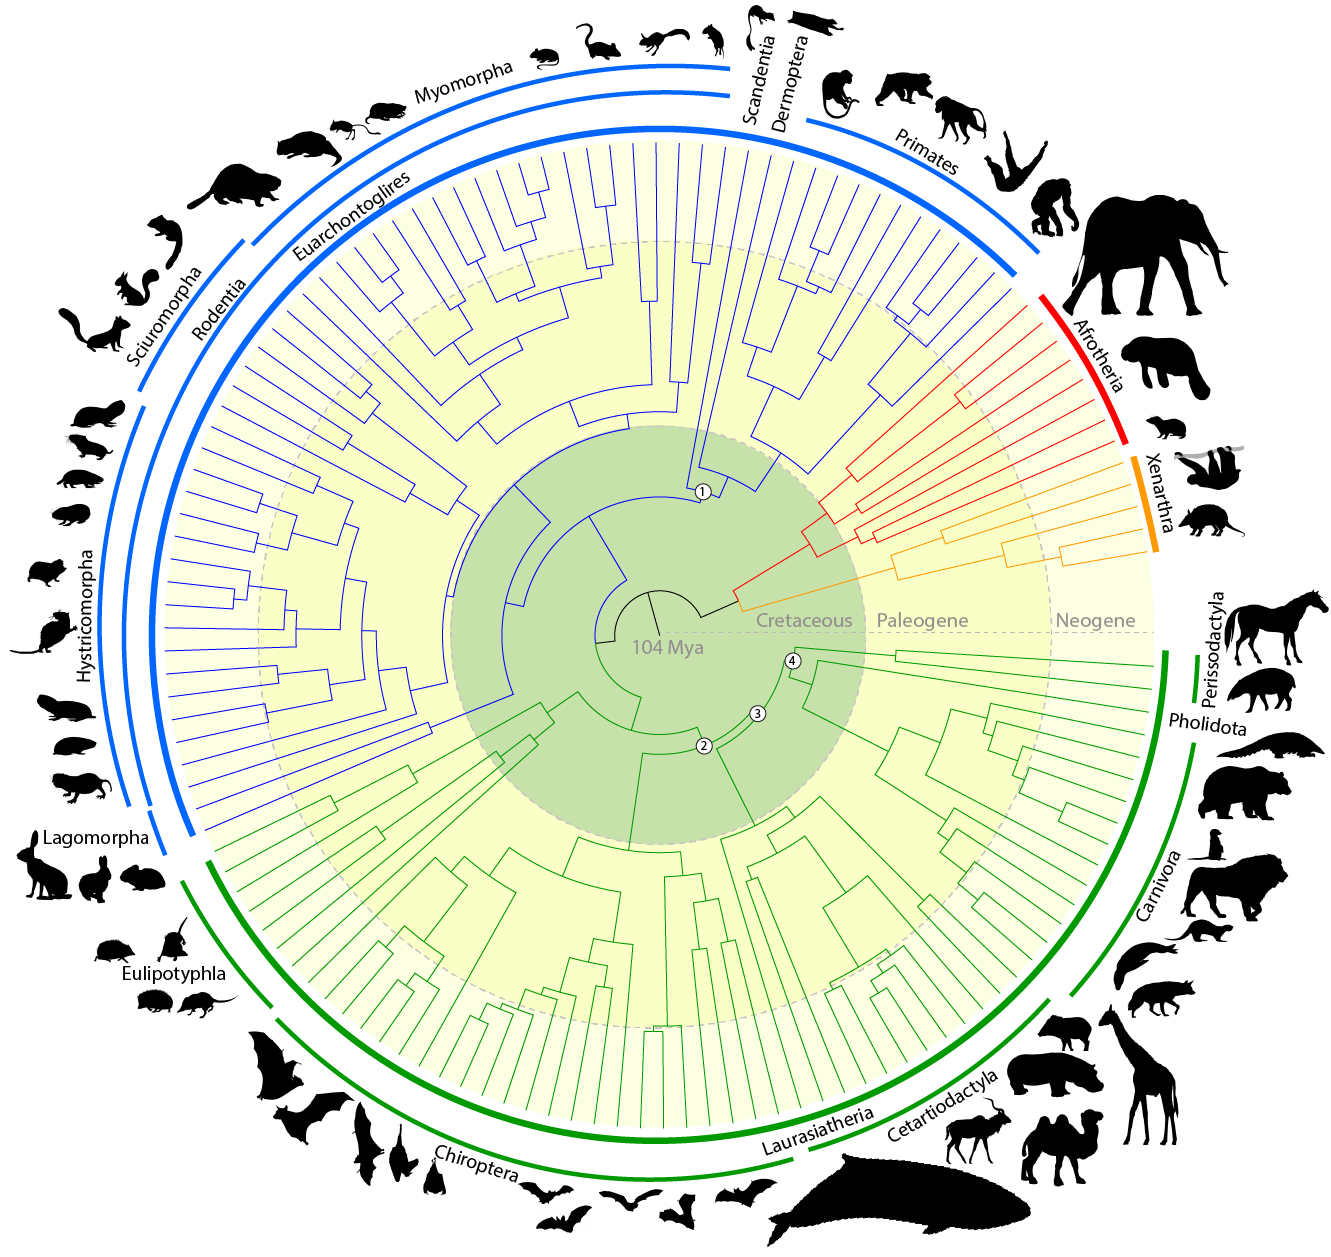 Myomorpha
Scandentia
Dermoptera
Primates
Euarchontoglires
Rodentia
Sciuromorpha
Afrotheria
Xenarthra
Hystricomorpha
1
Cretaceous
Paleogene
Neogene
104 Mya
4
3
2
Perissodactyla
Pholidota
Lagomorpha
Carnivora
Eulipotyphla
Cetartiodactyla
Laurasiatheria
Chiroptera